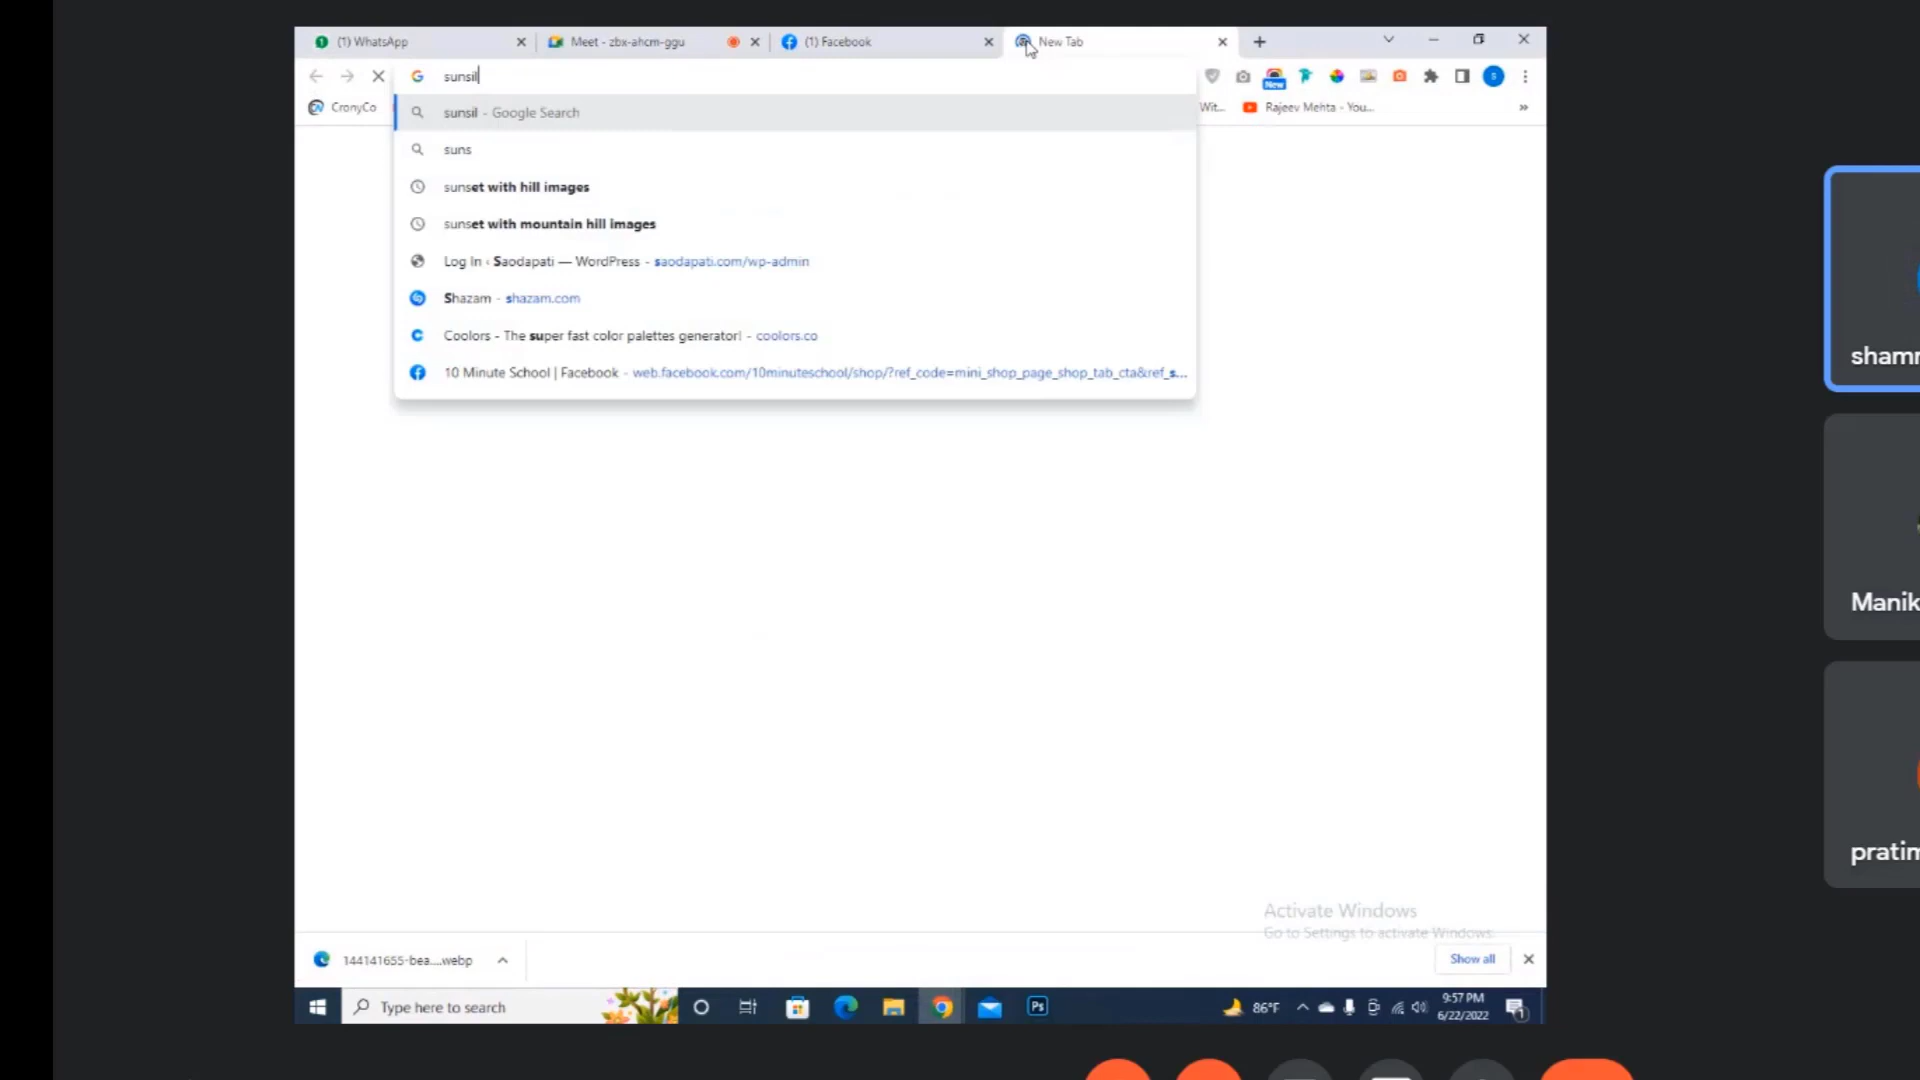 (1) WhatsApp
Meet - zbx-ahcm-ggu
(1) Facebook
New Tab
sunsil
New
CronyCo
Wit...
Rajeev Mehta - You...
»
sunsil - Google Search
suns
sunset with hill images
sunset with mountain hill images
Log In ‹ Saodapati — WordPress - saodapati.com/wp-admin
Shazam - shazam.com
Coolors - The super fast color palettes generator! - coolors.co
10 Minute School | Facebook - web.facebook.com/10minuteschool/shop/?ref_code=mini_shop_page_shop_tab_cta&ref_s...
shamr
Manik
pratim
Activate Windows
Go to Settings to activate Windows.
144141655-bea....webp
Show all
Type here to search
Ps
86°F
9:57 PM
6/22/2022